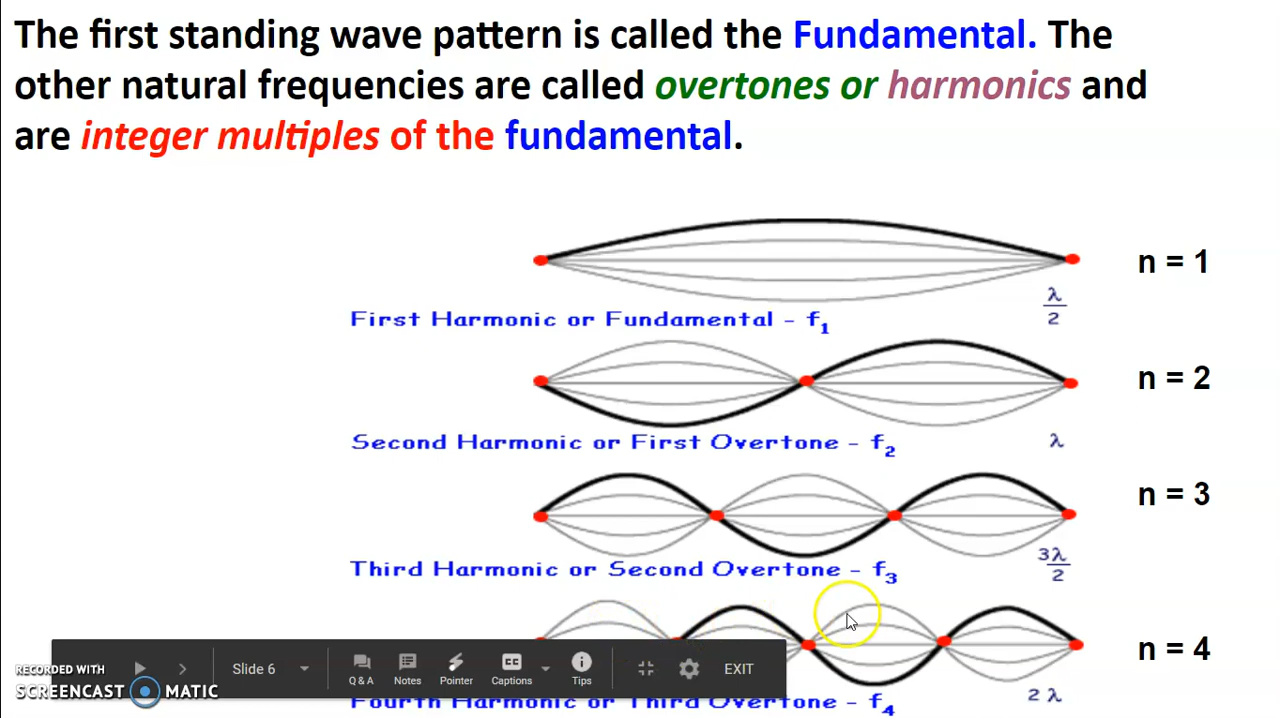 The first standing wave pattern is called the Fundamental. The
other natural frequencies are called overtones or harmonics and
are integer multiples of the fundamental.
n = 1
λ/2
First Harmonic or Fundamental - f₁
n = 2
Second Harmonic or First Overtone - f₂
λ
n = 3
3λ/2
Third Harmonic or Second Overtone - f₃
n = 4
RECORDED WITH
SCREENCAST MATIC
Slide 6
Q & A
Notes
Pointer
CC
Captions
Tips
EXIT
2 λ
Fourth Harmonic or Third Overtone - f₄